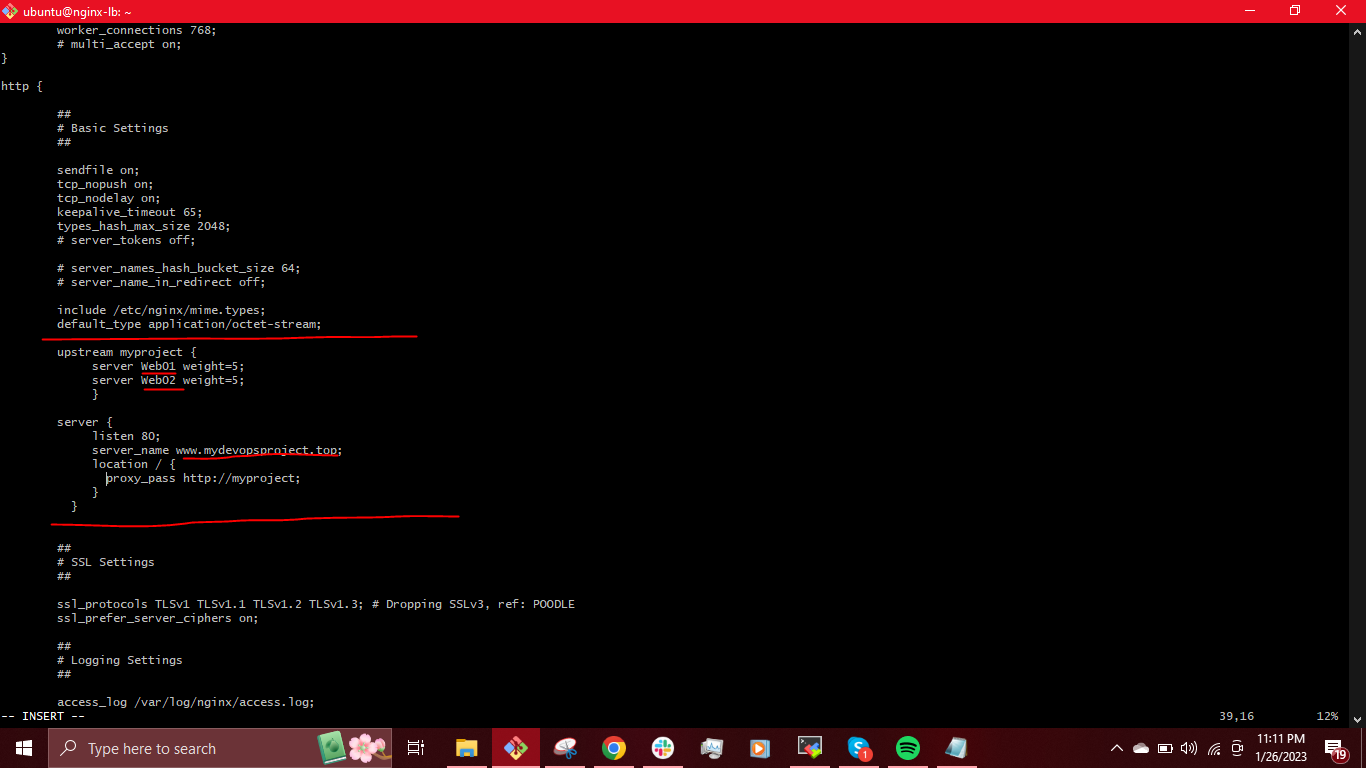 ubuntu@nginx-lb: ~
worker_connections 768;
# multi_accept on;
}
http {
##
# Basic Settings
##
sendfile on;
tcp_nopush on;
tcp_nodelay on;
keepalive_timeout 65;
types_hash_max_size 2048;
# server_tokens off;
# server_names_hash_bucket_size 64;
# server_name_in_redirect off;
include /etc/nginx/mime.types;
default_type application/octet-stream;
upstream myproject {
server Web01 weight=5;
server Web02 weight=5;
}
server {
listen 80;
server_name www.mydevopsproject.top;
location / {
proxy_pass http://myproject;
}
}
##
# SSL Settings
##
ssl_protocols TLSv1 TLSv1.1 TLSv1.2 TLSv1.3; # Dropping SSLv3, ref: POODLE
ssl_prefer_server_ciphers on;
##
# Logging Settings
##
access_log /var/log/nginx/access.log;
-- INSERT -- 39,16 12%
Type here to search
1
11:11 PM
1/26/2023
19